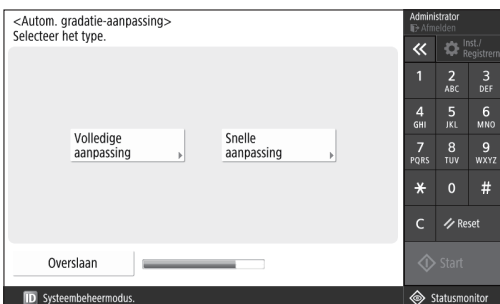 <Autom. gradatie-aanpassing>
Selecteer het type.
Volledige
aanpassing
Snelle
aanpassing
Overslaan
ID Systeembeheermodus.
Administrator
Afmelden
Inst./
Registreren
1
2
ABC
3
DEF
4
GHI
5
JKL
6
MNO
7
PQRS
8
TUV
9
WXYZ
*
0
#
C
Reset
Start
Statusmonitor